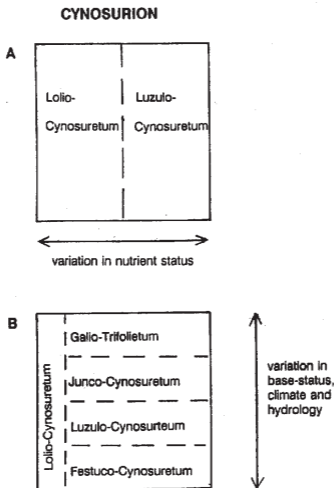 CYNOSURION
A
Lolio-
Cynosuretum
Luzulo-
Cynosuretum
variation in nutrient status
B
Lolio-Cynosuretum
Galio-Trifolietum
Junco-Cynosuretum
Luzulo-Cynosurteum
Festuco-Cynosuretum
variation in
base-status,
climate and
hydrology